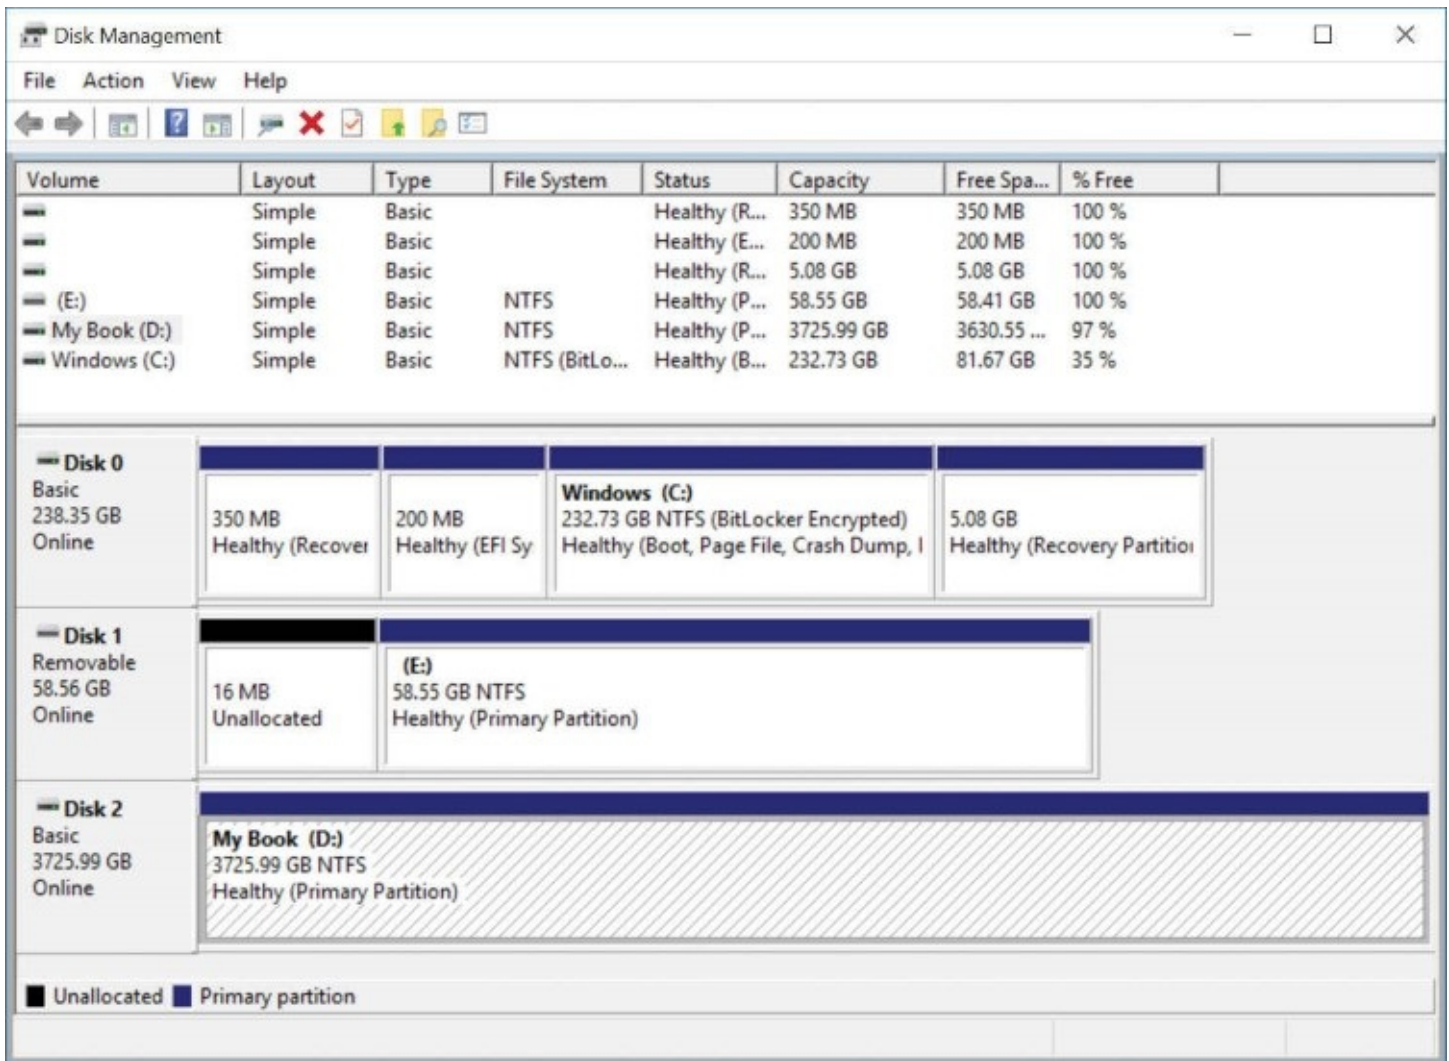 Disk Management
File Action View Help
Volume Layout Type File System Status Capacity Free Spa... % Free
Simple Basic Healthy (R... 350 MB 350 MB 100 %
Simple Basic Healthy (E... 200 MB 200 MB 100 %
Simple Basic Healthy (R... 5.08 GB 5.08 GB 100 %
(E:) Simple Basic NTFS Healthy (P... 58.55 GB 58.41 GB 100 %
My Book (D:) Simple Basic NTFS Healthy (P... 3725.99 GB 3630.55 ... 97 %
Windows (C:) Simple Basic NTFS (BitLo... Healthy (B... 232.73 GB 81.67 GB 35 %
Disk 0
Basic
238.35 GB
Online
350 MB
Healthy (Recover
200 MB
Healthy (EFI Sy
Windows (C:)
232.73 GB NTFS (BitLocker Encrypted)
Healthy (Boot, Page File, Crash Dump, I
5.08 GB
Healthy (Recovery Partition
Disk 1
Removable
58.56 GB
Online
16 MB
Unallocated
(E:)
58.55 GB NTFS
Healthy (Primary Partition)
Disk 2
Basic
3725.99 GB
Online
My Book (D:)
3725.99 GB NTFS
Healthy (Primary Partition)
Unallocated Primary partition